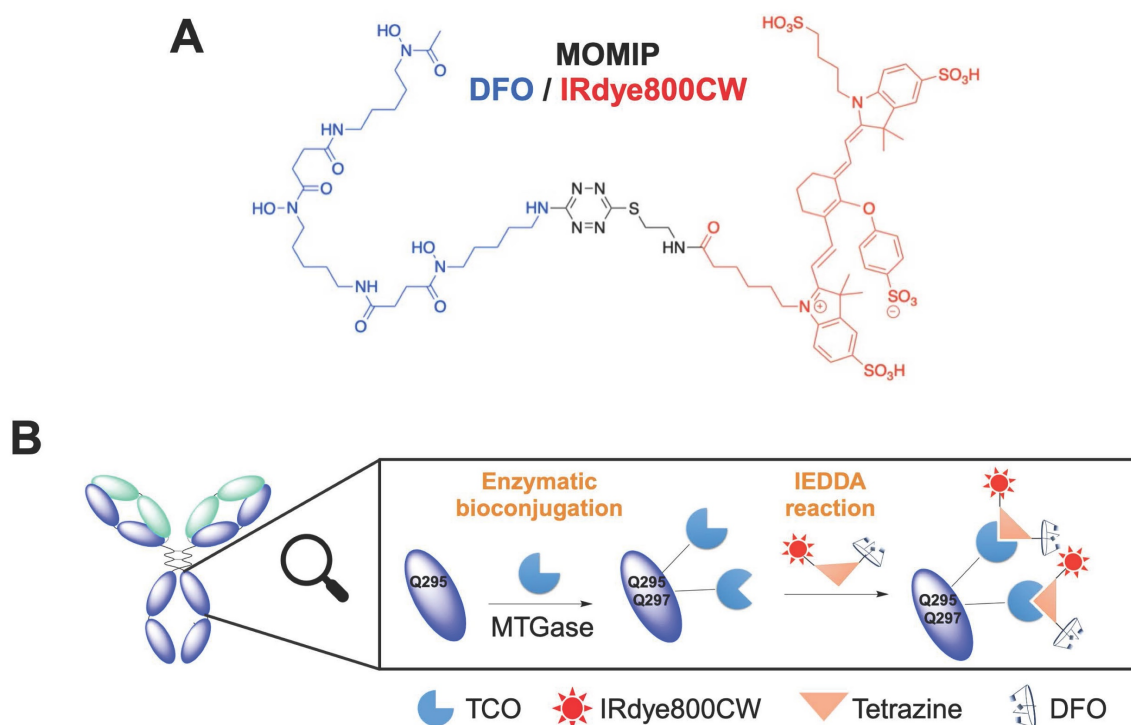 A
MOMIP
DFO / IRdye800CW
HO
N
O
HN
O
O
HO
N
NH
O
O
HO
N
HN
N
N
N
N
S
HN
O
HO₃S
SO₃H
N
O
SO₃
⊖
N
⊕
SO₃H
B
Enzymatic
bioconjugation
IEDDA
reaction
Q295
MTGase
Q295
Q297
Q295
Q297
TCO
IRdye800CW
Tetrazine
DFO